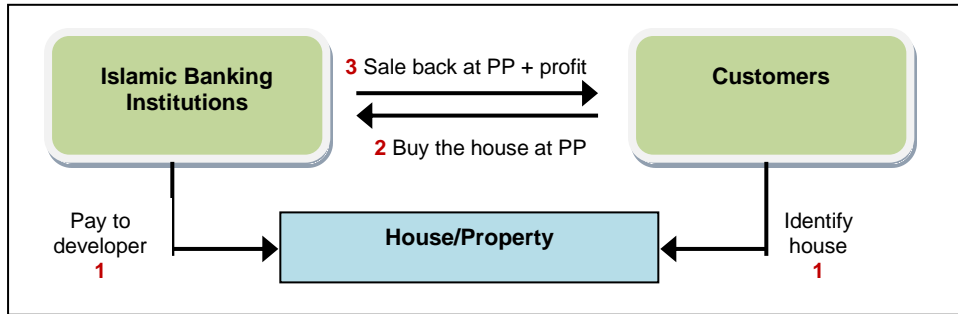 Islamic Banking
Institutions
3 Sale back at PP + profit
Customers
2 Buy the house at PP
Pay to
developer
1
House/Property
Identify
house
1